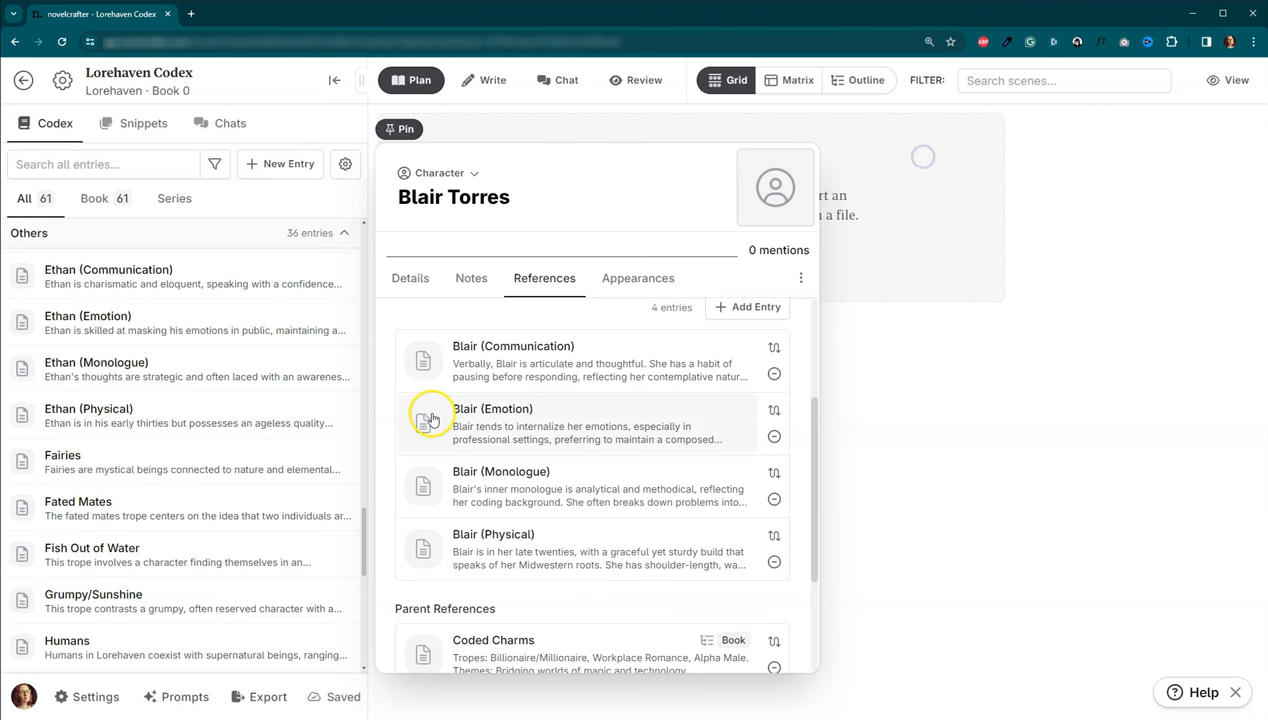 novelcrafter - Lorehaven Codex
Lorehaven Codex
Lorehaven · Book 0
Plan
Write
Chat
Review
Grid
Matrix
Outline
FILTER:
Search scenes...
View
Codex
Snippets
Chats
Search all entries...
New Entry
All 61
Book 61
Series
Others
36 entries
Ethan (Communication)
Ethan is charismatic and eloquent, speaking with a confidence...
Ethan (Emotion)
Ethan is skilled at masking his emotions in public, maintaining a...
Ethan (Monologue)
Ethan's thoughts are strategic and often laced with an awareness...
Ethan (Physical)
Ethan is in his early thirties but possesses an ageless quality...
Fairies
Fairies are mystical beings connected to nature and elemental...
Fated Mates
The fated mates trope centers on the idea that two individuals ar...
Fish Out of Water
This trope involves a character finding themselves in an...
Grumpy/Sunshine
This trope contrasts a grumpy, often reserved character with a...
Humans
Humans in Lorehaven coexist with supernatural beings, ranging...
Settings
Prompts
Export
Saved
Pin
Character
Blair Torres
0 mentions
Details
Notes
References
Appearances
4 entries
Add Entry
Blair (Communication)
Verbally, Blair is articulate and thoughtful. She has a habit of
pausing before responding, reflecting her contemplative natur...
Blair (Emotion)
Blair tends to internalize her emotions, especially in
professional settings, preferring to maintain a composed...
Blair (Monologue)
Blair's inner monologue is analytical and methodical, reflecting
her coding background. She often breaks down problems into...
Blair (Physical)
Blair is in her late twenties, with a graceful yet sturdy build that
speaks of her Midwestern roots. She has shoulder-length, wa...
Parent References
Coded Charms
Book
Tropes: Billionaire/Millionaire, Workplace Romance, Alpha Male.
Themes: Bridging worlds of magic and technology.
rt an
a file.
Help